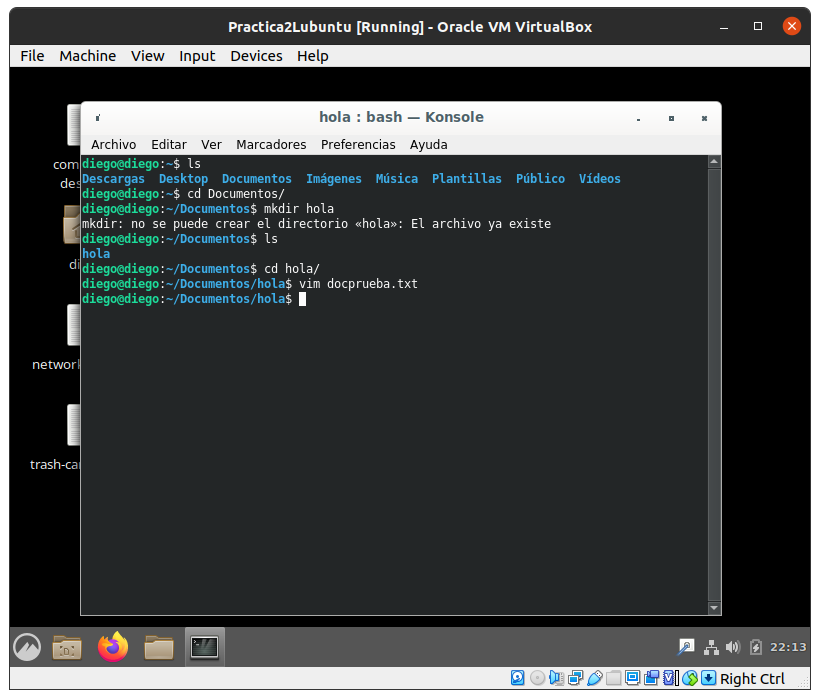 Practica2Lubuntu [Running] - Oracle VM VirtualBox
File Machine View Input Devices Help
hola : bash — Konsole
Archivo Editar Ver Marcadores Preferencias Ayuda
diego@diego:~$ ls
Descargas Desktop Documentos Imágenes Música Plantillas Público Vídeos
diego@diego:~$ cd Documentos/
diego@diego:~/Documentos$ mkdir hola
mkdir: no se puede crear el directorio «hola»: El archivo ya existe
diego@diego:~/Documentos$ ls
hola
diego@diego:~/Documentos$ cd hola/
diego@diego:~/Documentos/hola$ vim docprueba.txt
diego@diego:~/Documentos/hola$
com
des
di
network
trash-can
22:13
Right Ctrl